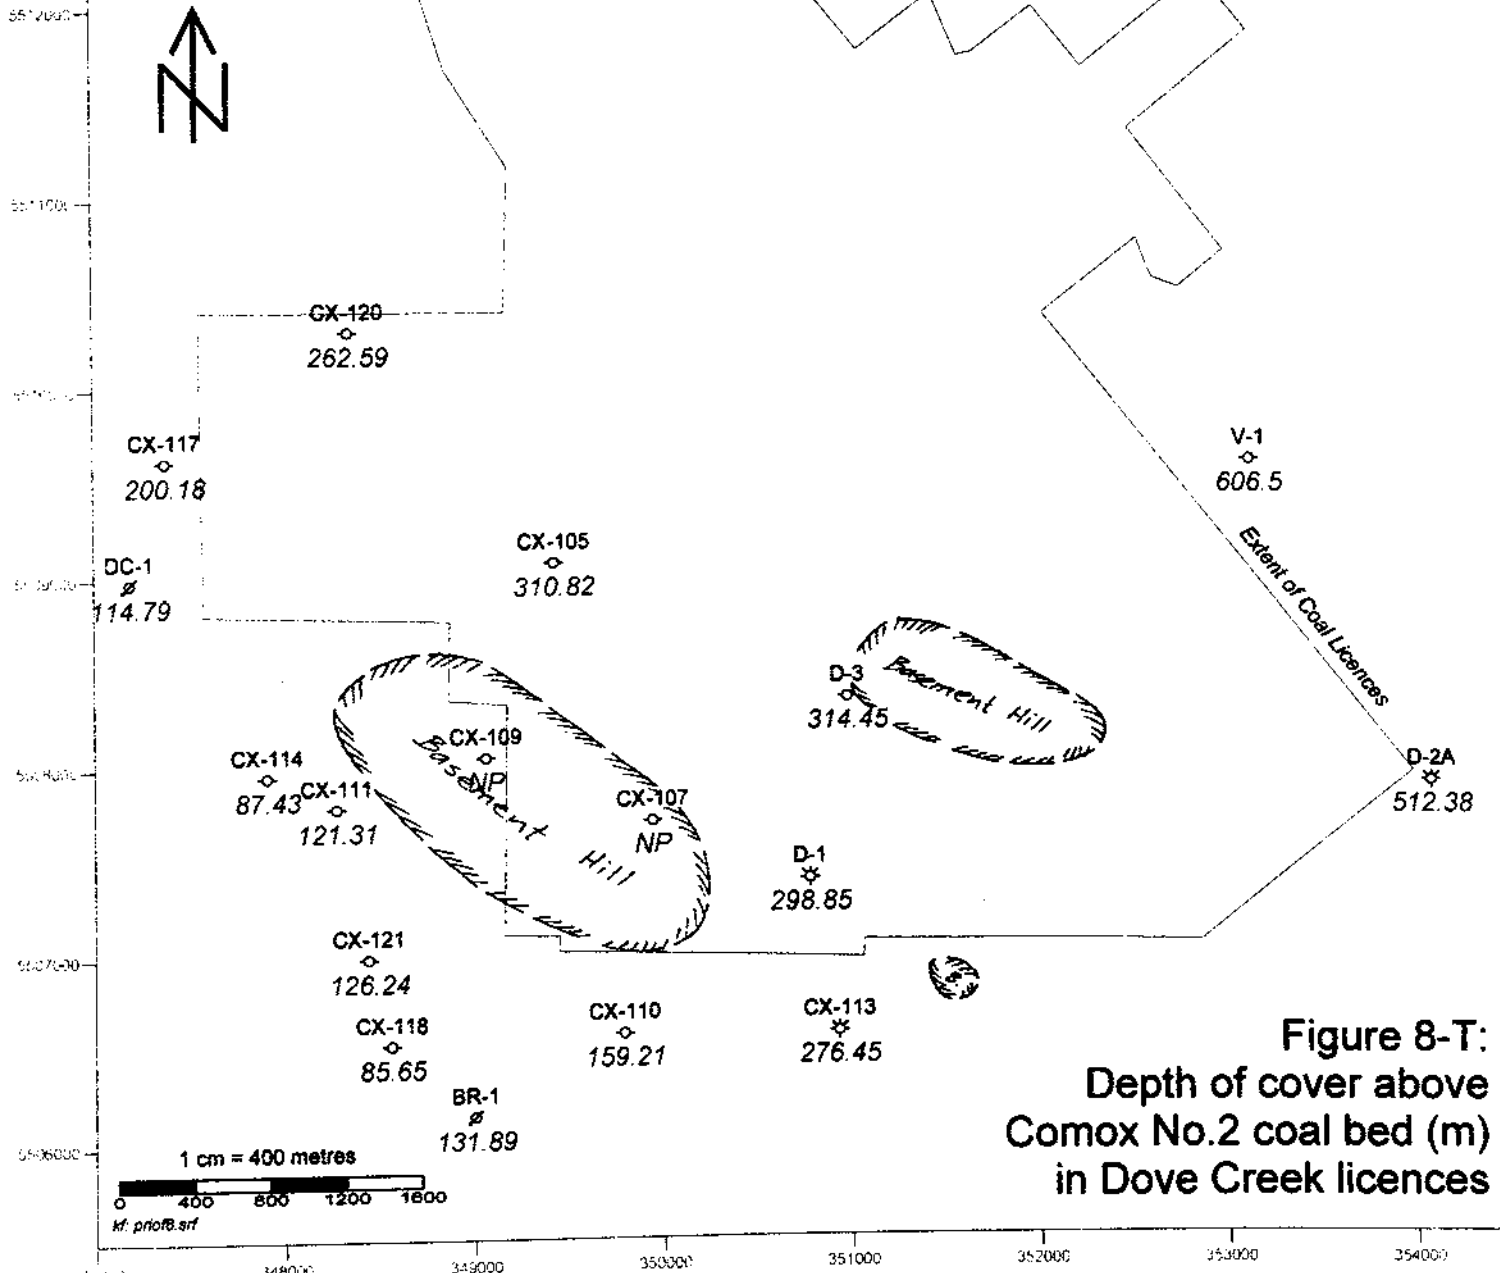 5512000
N
CX-120
262.59
CX-117
200.18
V-1
606.5
CX-105
310.82
DC-1
114.79
Extent of Coal Licences
Basement Hill
D-3
314.45
CX-109
NP
Basement Hill
CX-114
87.43
CX-111
121.31
CX-107
NP
D-2A
512.38
D-1
298.85
CX-121
126.24
CX-110
159.21
CX-113
276.45
CX-118
85.65
BR-1
131.89
Figure 8-T:
Depth of cover above
Comox No.2 coal bed (m)
in Dove Creek licences
1 cm = 400 metres
0 400 800 1200 1600
kf: priof8.srf
348000 349000 350000 351000 352000 353000 354000